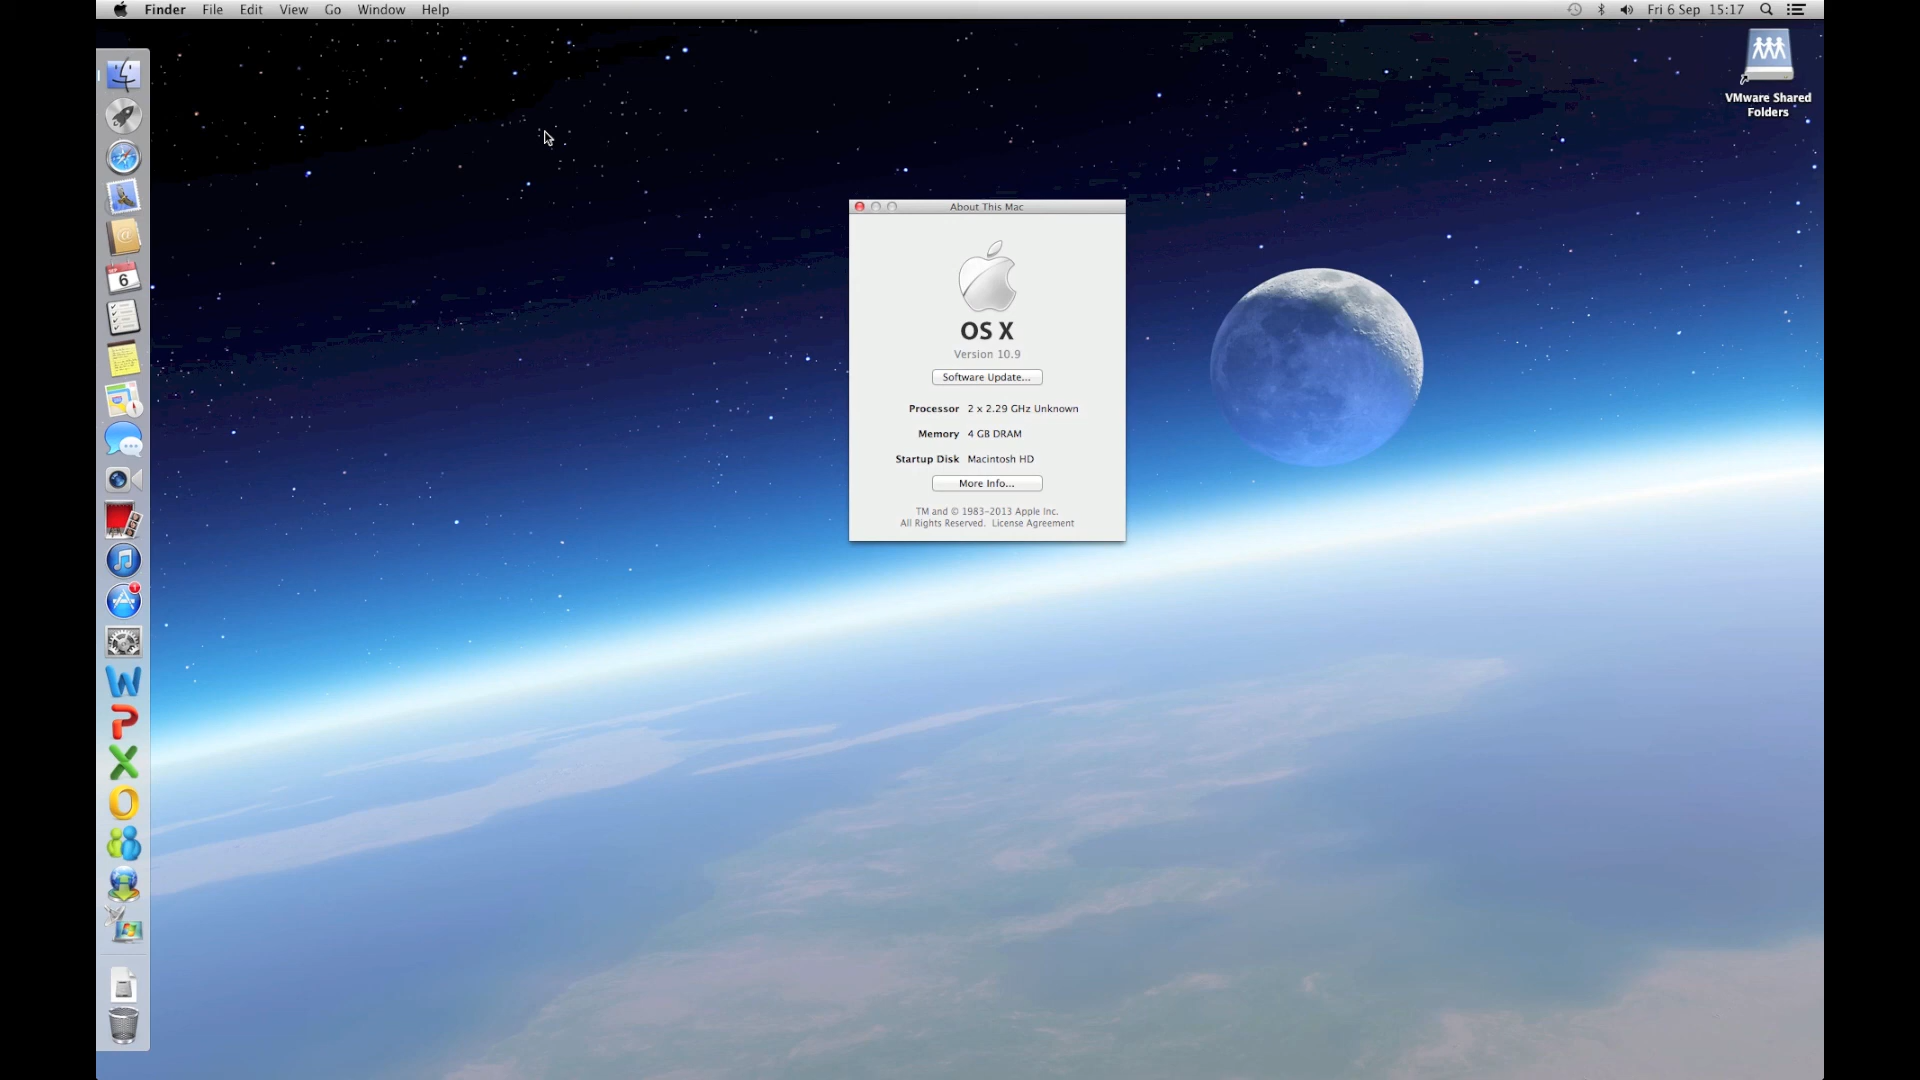 Finder File Edit View Go Window Help
Fri 6 Sep 15:17
VMware Shared
Folders
About This Mac
OS X
Version 10.9
Software Update...
Processor 2 x 2.29 GHz Unknown
Memory 4 GB DRAM
Startup Disk Macintosh HD
More Info...
TM and © 1983-2013 Apple Inc.
All Rights Reserved. License Agreement
6